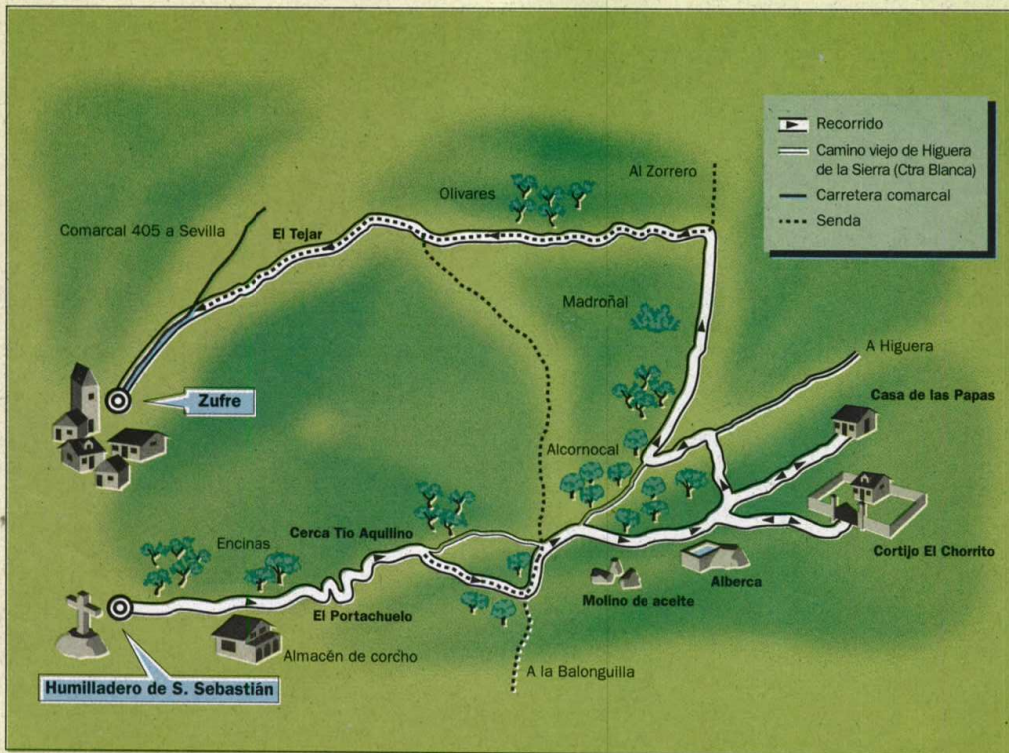 Recorrido
Camino viejo de Higuera
de la Sierra (Ctra Blanca)
Carretera comarcal
Senda
Al Zorrero
Olivares
Comarcal 405 a Sevilla
El Tejar
Madroñal
A Higuera
Zufre
Casa de las Papas
Alcornocal
Cerca Tío Aquilino
Encinas
Cortijo El Chorrito
Alberca
Molino de aceite
El Portachuelo
Almacén de corcho
A la Balonguilla
Humilladero de S. Sebastián